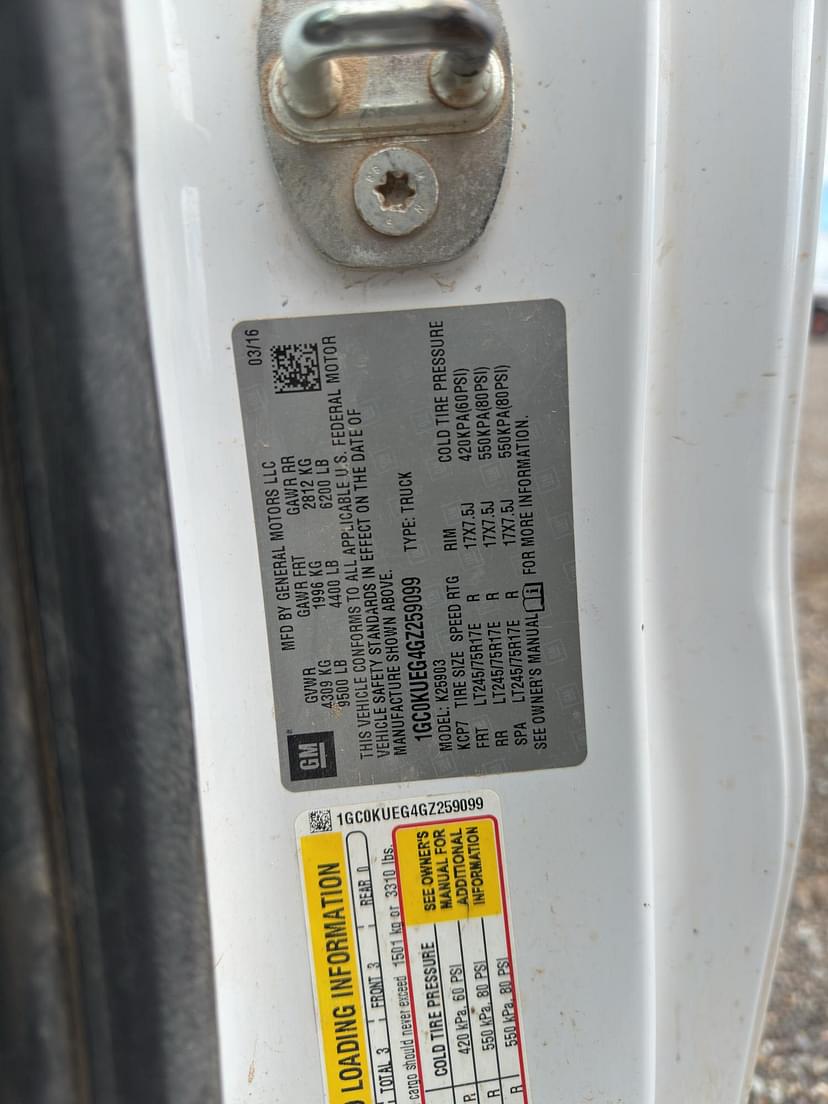 03/16
MFD BY GENERAL MOTORS LLC
GVWR GAWR FRT GAWR RR
4309 KG 1996 KG 2812 KG
9500 LB 4400 LB 6200 LB
THIS VEHICLE CONFORMS TO ALL APPLICABLE U.S. FEDERAL MOTOR
VEHICLE SAFETY STANDARDS IN EFFECT ON THE DATE OF
MANUFACTURE SHOWN ABOVE.
1GC0KUEG4GZ259099 TYPE: TRUCK
MODEL: K25903
KCP7 TIRE SIZE SPEED RTG RIM COLD TIRE PRESSURE
FRT LT245/75R17E R 17X7.5J 420KPA(60PSI)
RR LT245/75R17E R 17X7.5J 550KPA(80PSI)
SPA LT245/75R17E R 17X7.5J 550KPA(80PSI)
SEE OWNER'S MANUAL FOR MORE INFORMATION.
GM
1GC0KUEG4GZ259099
LOADING INFORMATION
TOTAL 3 FRONT 3 REAR 0
cargo should never exceed 1501 kg or 3310 lbs.
COLD TIRE PRESSURE
R 420 kPa, 60 PSI
R 550 kPa, 80 PSI
R 550 kPa, 80 PSI
SEE OWNER'S
MANUAL FOR
ADDITIONAL
INFORMATION